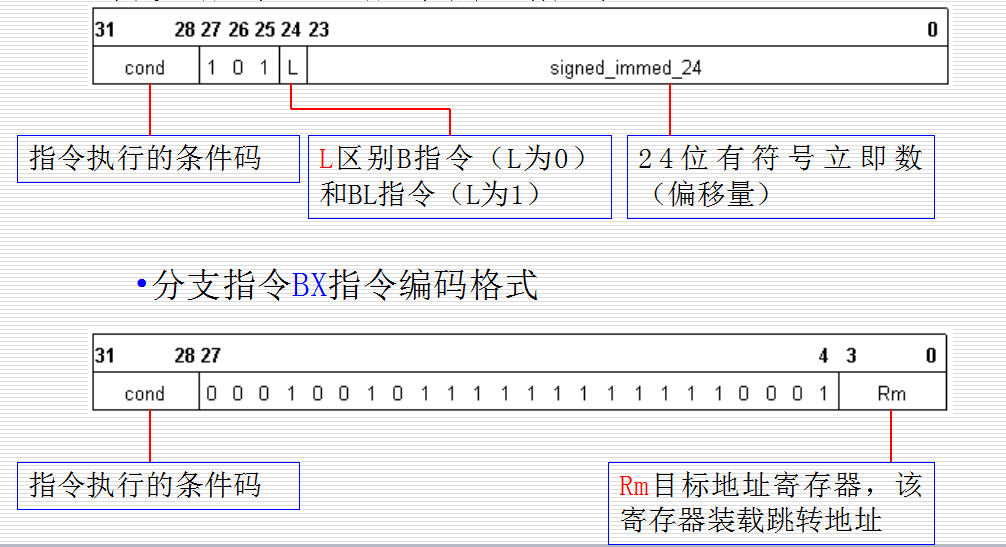 31 28 27 26 25 24 23 0
cond 1 0 1 L signed_immed_24
指令执行的条件码
L区别B指令（L为0）
和BL指令（L为1）
24位有符号立即数
（偏移量）
•分支指令BX指令编码格式
31 28 27 4 3 0
cond 0 0 0 1 0 0 1 0 1 1 1 1 1 1 1 1 1 1 1 1 0 0 0 1 Rm
指令执行的条件码
Rm目标地址寄存器，该
寄存器装载跳转地址